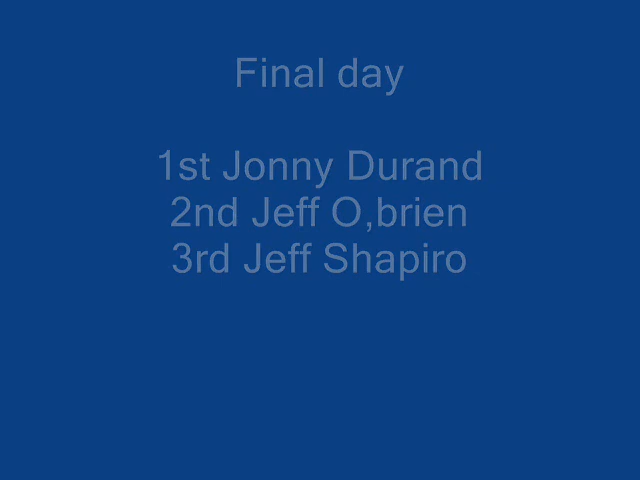 Final day
1st Jonny Durand
2nd Jeff O,brien
3rd Jeff Shapiro